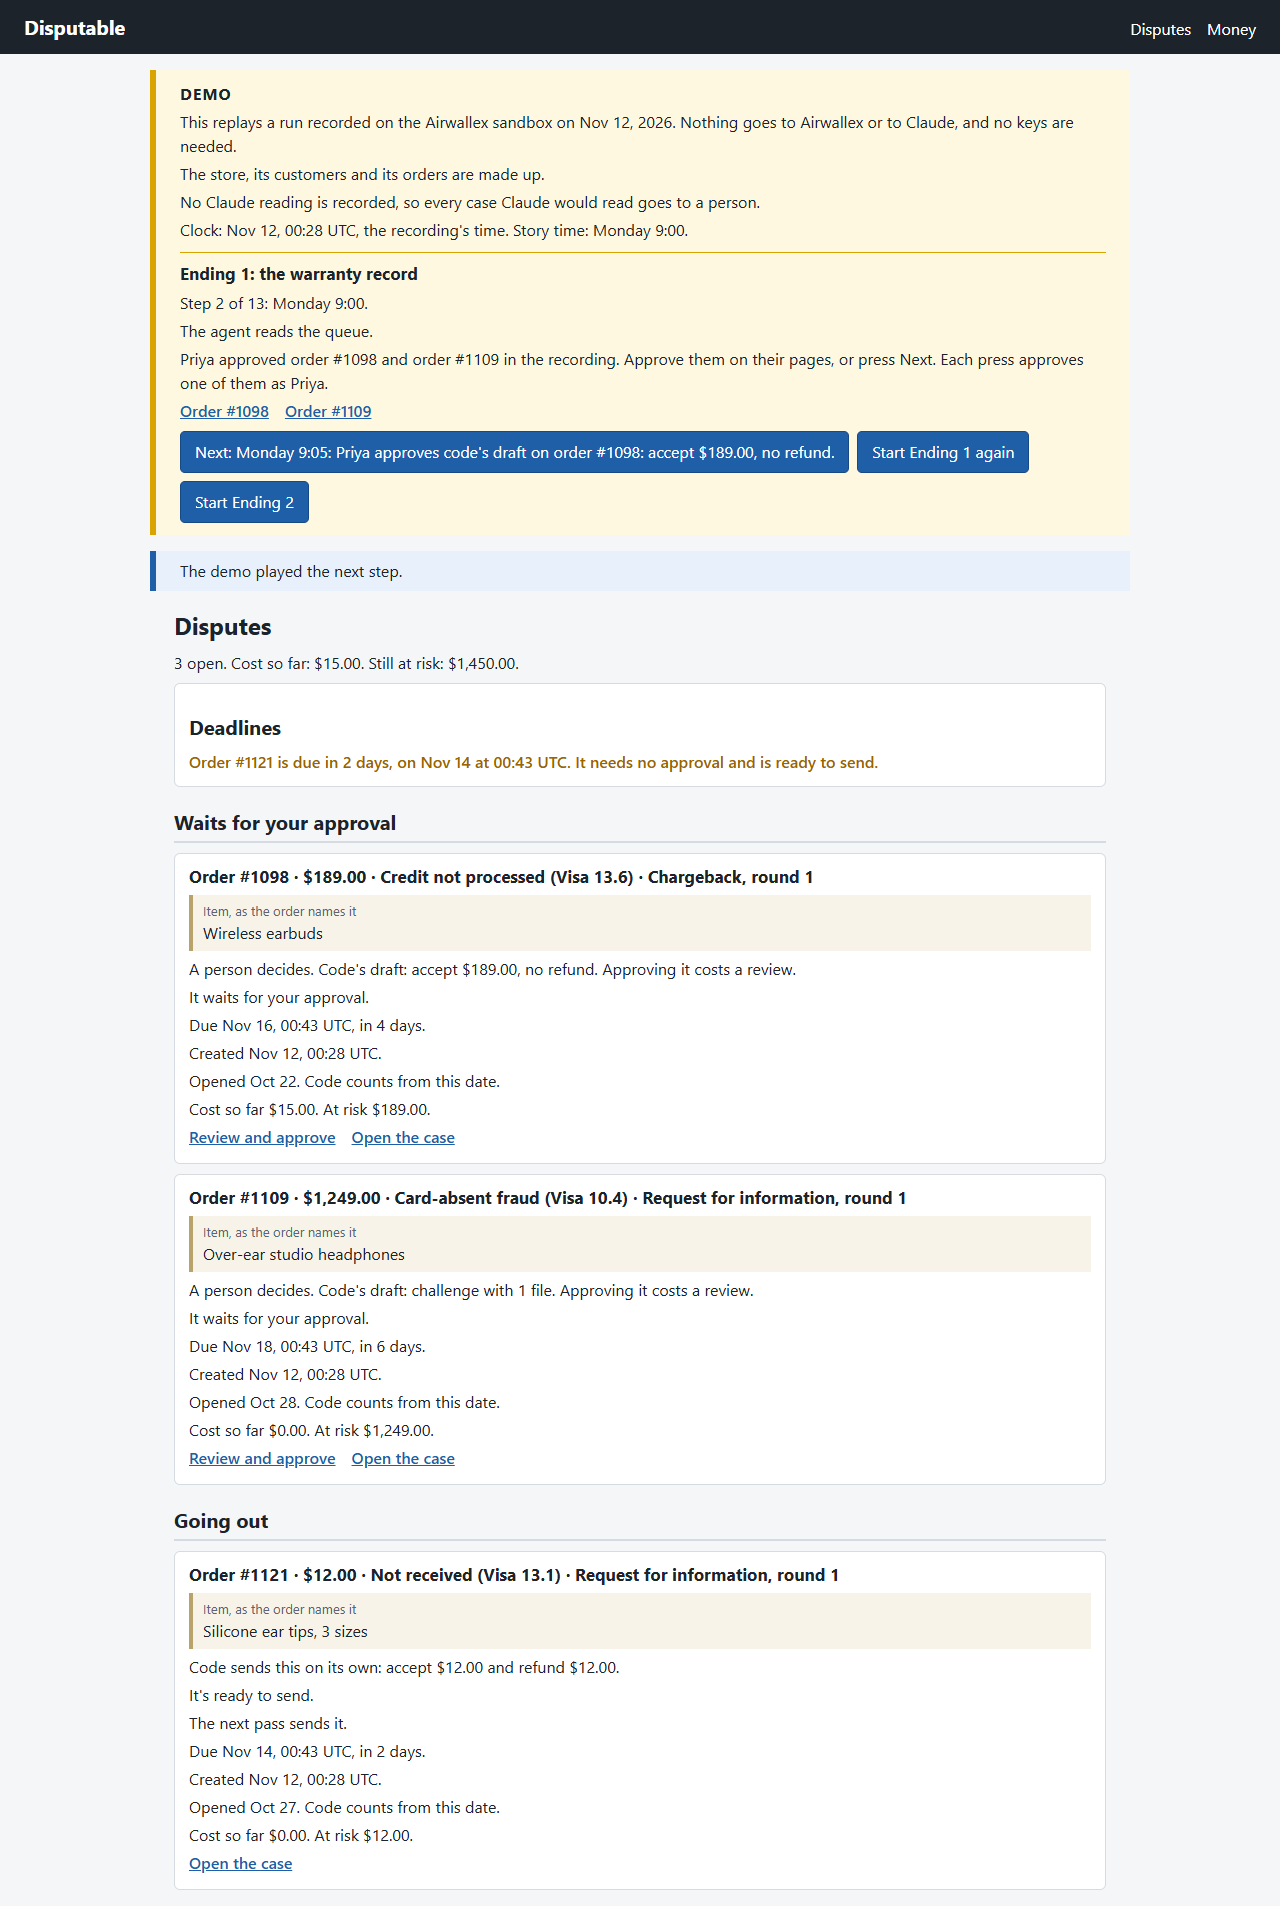 Disputable
Disputes Money
DEMO
This replays a run recorded on the Airwallex sandbox on Nov 12, 2026. Nothing goes to Airwallex or to Claude, and no keys are
needed.
The store, its customers and its orders are made up.
No Claude reading is recorded, so every case Claude would read goes to a person.
Clock: Nov 12, 00:28 UTC, the recording's time. Story time: Monday 9:00.
Ending 1: the warranty record
Step 2 of 13: Monday 9:00.
The agent reads the queue.
Priya approved order #1098 and order #1109 in the recording. Approve them on their pages, or press Next. Each press approves
one of them as Priya.
Order #1098 Order #1109
Next: Monday 9:05: Priya approves code's draft on order #1098: accept $189.00, no refund. Start Ending 1 again
Start Ending 2
The demo played the next step.
Disputes
3 open. Cost so far: $15.00. Still at risk: $1,450.00.
Deadlines
Order #1121 is due in 2 days, on Nov 14 at 00:43 UTC. It needs no approval and is ready to send.
Waits for your approval
Order #1098 · $189.00 · Credit not processed (Visa 13.6) · Chargeback, round 1
Item, as the order names it
Wireless earbuds
A person decides. Code's draft: accept $189.00, no refund. Approving it costs a review.
It waits for your approval.
Due Nov 16, 00:43 UTC, in 4 days.
Created Nov 12, 00:28 UTC.
Opened Oct 22. Code counts from this date.
Cost so far $15.00. At risk $189.00.
Review and approve Open the case
Order #1109 · $1,249.00 · Card-absent fraud (Visa 10.4) · Request for information, round 1
Item, as the order names it
Over-ear studio headphones
A person decides. Code's draft: challenge with 1 file. Approving it costs a review.
It waits for your approval.
Due Nov 18, 00:43 UTC, in 6 days.
Created Nov 12, 00:28 UTC.
Opened Oct 28. Code counts from this date.
Cost so far $0.00. At risk $1,249.00.
Review and approve Open the case
Going out
Order #1121 · $12.00 · Not received (Visa 13.1) · Request for information, round 1
Item, as the order names it
Silicone ear tips, 3 sizes
Code sends this on its own: accept $12.00 and refund $12.00.
It's ready to send.
The next pass sends it.
Due Nov 14, 00:43 UTC, in 2 days.
Created Nov 12, 00:28 UTC.
Opened Oct 27. Code counts from this date.
Cost so far $0.00. At risk $12.00.
Open the case